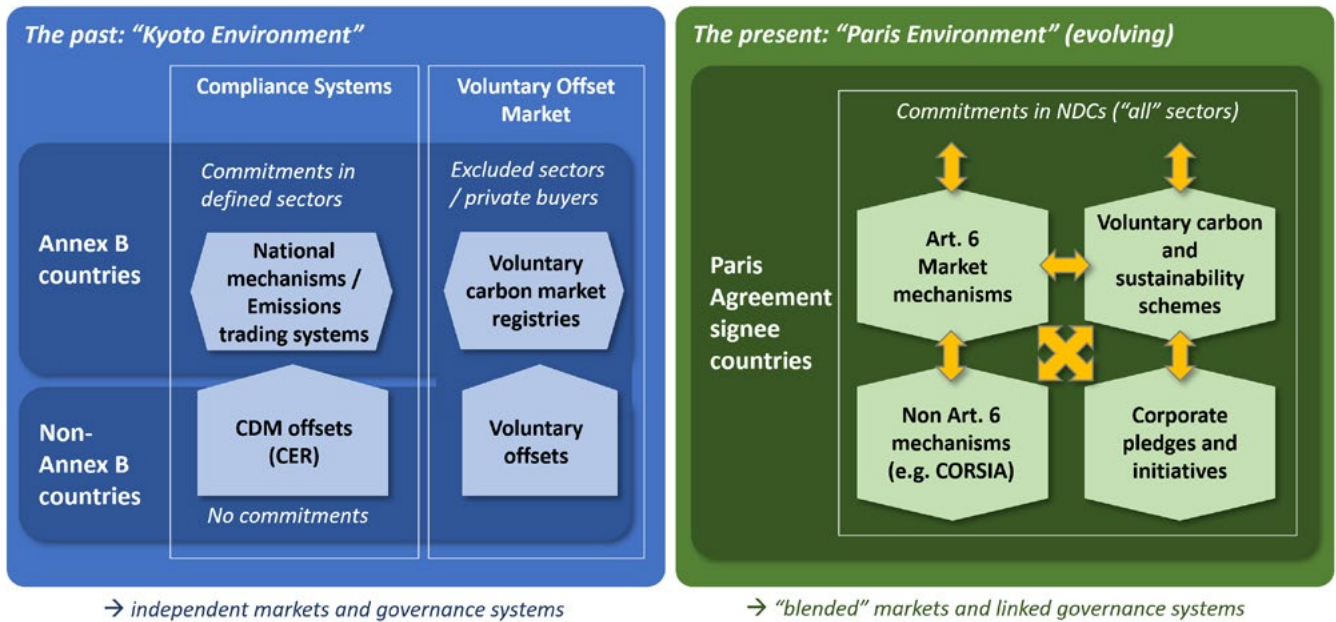 The past: “Kyoto Environment”
Compliance Systems
Voluntary Offset
Market
Annex B
countries
Commitments in
defined sectors
National
mechanisms /
Emissions
trading systems
Excluded sectors
/ private buyers
Voluntary
carbon market
registries
Non-
Annex B
countries
CDM offsets
(CER)
No commitments
Voluntary
offsets
→ independent markets and governance systems
The present: “Paris Environment” (evolving)
Commitments in NDCs (“all” sectors)
Paris
Agreement
signee
countries
Art. 6
Market
mechanisms
Voluntary carbon
and
sustainability
schemes
Non Art. 6
mechanisms
(e.g. CORSIA)
Corporate
pledges and
initiatives
→ “blended” markets and linked governance systems